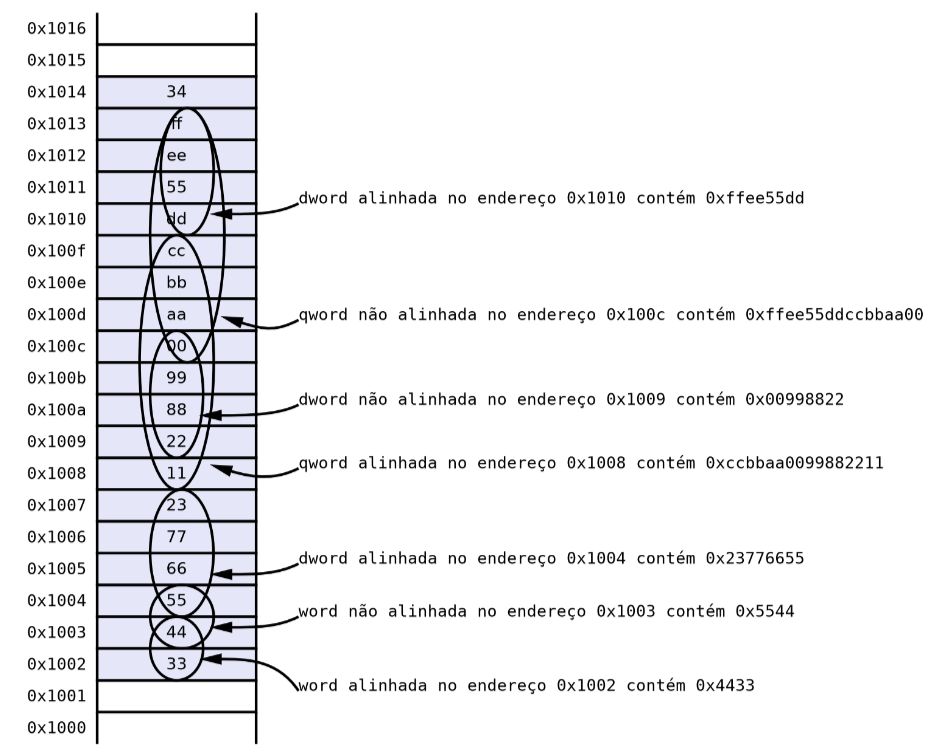 0x1016
0x1015
0x1014 34
0x1013 ff
0x1012 ee
0x1011 55
dword alinhada no endereço 0x1010 contém 0xffee55dd
0x1010 dd
0x100f cc
0x100e bb
0x100d aa
qword não alinhada no endereço 0x100c contém 0xffee55ddccbbaa00
0x100c 00
0x100b 99
dword não alinhada no endereço 0x1009 contém 0x00998822
0x100a 88
0x1009 22
qword alinhada no endereço 0x1008 contém 0xccbbaa0099882211
0x1008 11
0x1007 23
0x1006 77
dword alinhada no endereço 0x1004 contém 0x23776655
0x1005 66
0x1004 55
word não alinhada no endereço 0x1003 contém 0x5544
0x1003 44
0x1002 33
word alinhada no endereço 0x1002 contém 0x4433
0x1001
0x1000